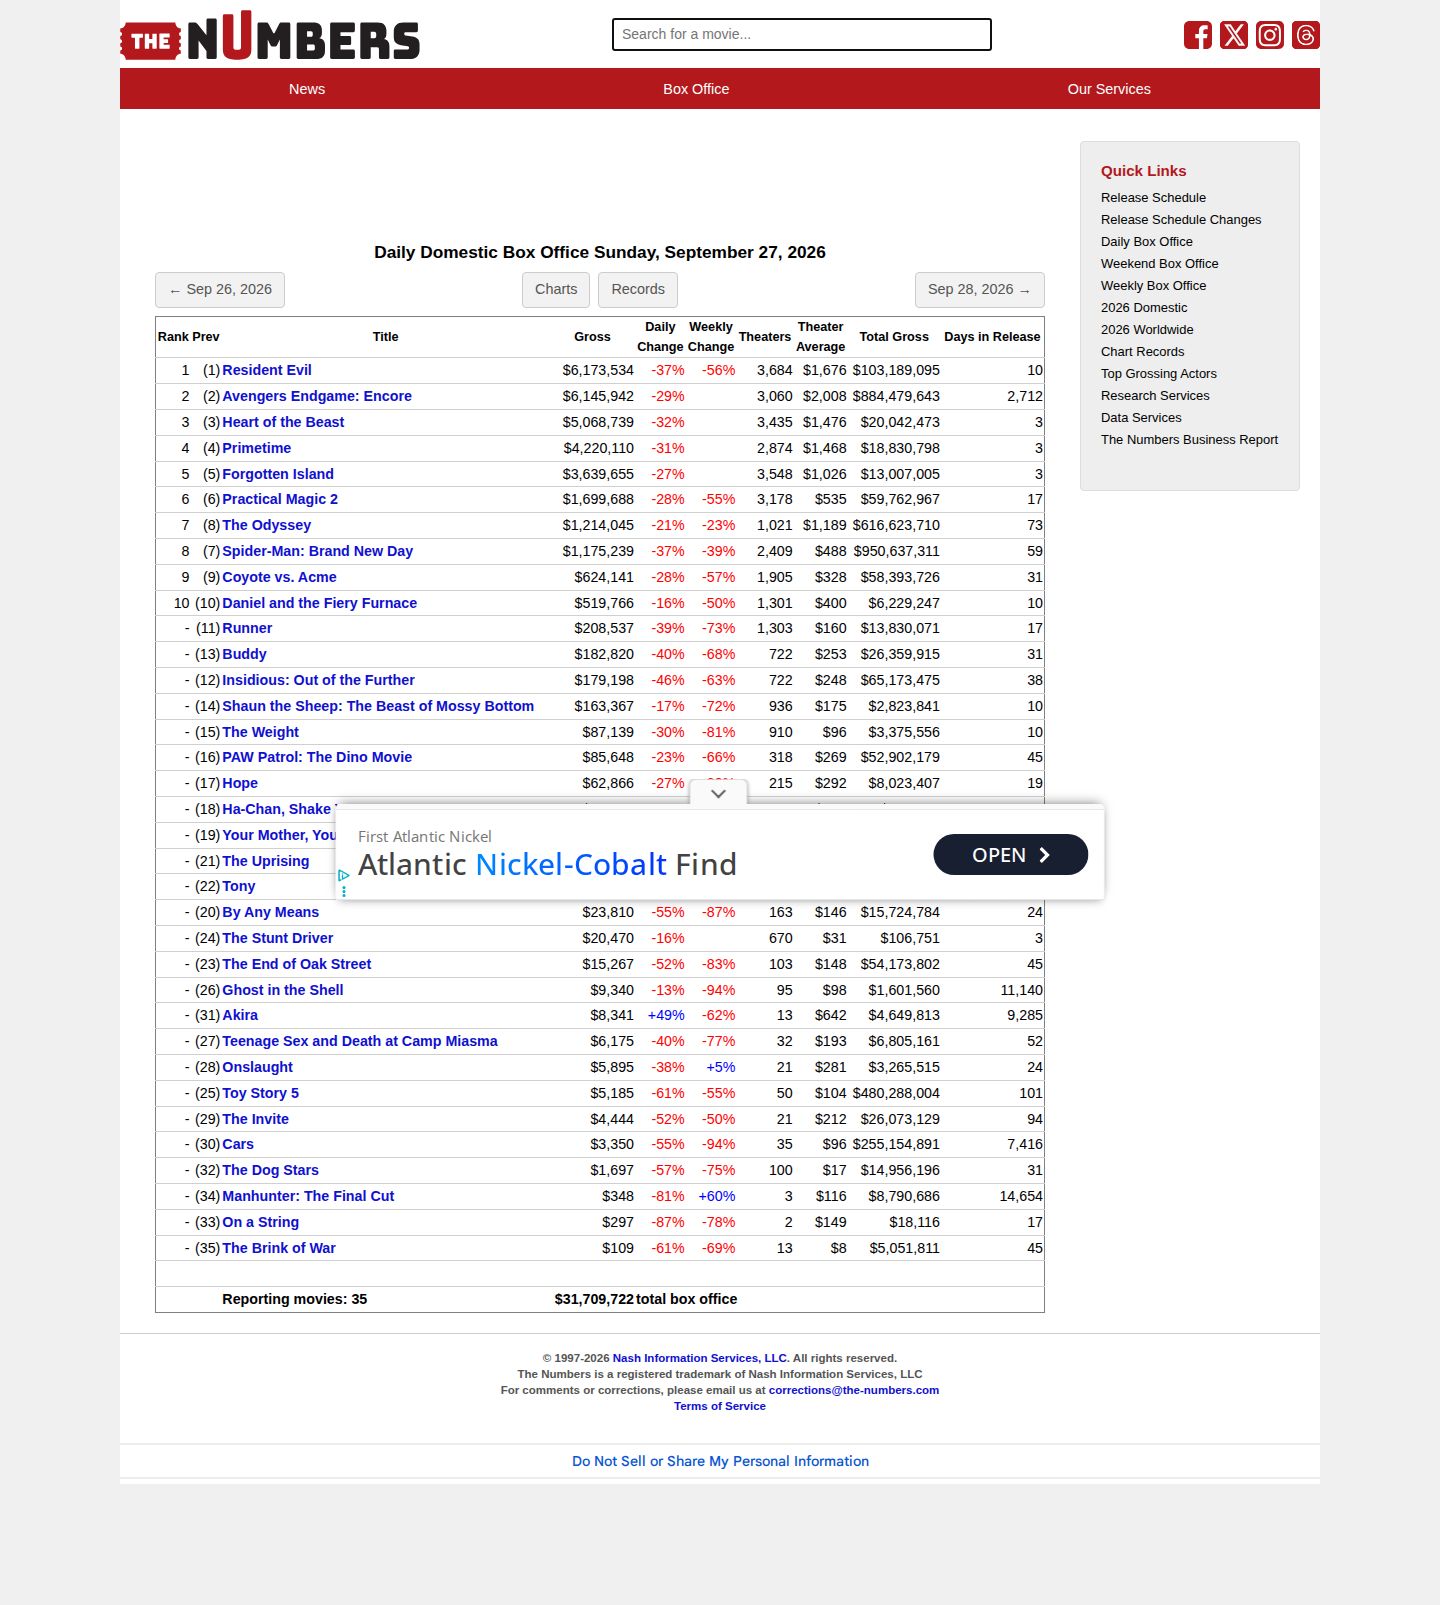 THE NUMBERS
Search for a movie...
News Box Office Our Services
Quick Links
Release Schedule
Release Schedule Changes
Daily Box Office
Weekend Box Office
Weekly Box Office
2026 Domestic
2026 Worldwide
Chart Records
Top Grossing Actors
Research Services
Data Services
The Numbers Business Report
Daily Domestic Box Office Sunday, September 27, 2026
← Sep 26, 2026 Charts Records Sep 28, 2026 →
Rank Prev Title Gross Daily Change Weekly Change Theaters Theater Average Total Gross Days in Release
1 (1) Resident Evil $6,173,534 -37% -56% 3,684 $1,676 $103,189,095 10
2 (2) Avengers Endgame: Encore $6,145,942 -29% 3,060 $2,008 $884,479,643 2,712
3 (3) Heart of the Beast $5,068,739 -32% 3,435 $1,476 $20,042,473 3
4 (4) Primetime $4,220,110 -31% 2,874 $1,468 $18,830,798 3
5 (5) Forgotten Island $3,639,655 -27% 3,548 $1,026 $13,007,005 3
6 (6) Practical Magic 2 $1,699,688 -28% -55% 3,178 $535 $59,762,967 17
7 (8) The Odyssey $1,214,045 -21% -23% 1,021 $1,189 $616,623,710 73
8 (7) Spider-Man: Brand New Day $1,175,239 -37% -39% 2,409 $488 $950,637,311 59
9 (9) Coyote vs. Acme $624,141 -28% -57% 1,905 $328 $58,393,726 31
10 (10) Daniel and the Fiery Furnace $519,766 -16% -50% 1,301 $400 $6,229,247 10
- (11) Runner $208,537 -39% -73% 1,303 $160 $13,830,071 17
- (13) Buddy $182,820 -40% -68% 722 $253 $26,359,915 31
- (12) Insidious: Out of the Further $179,198 -46% -63% 722 $248 $65,173,475 38
- (14) Shaun the Sheep: The Beast of Mossy Bottom $163,367 -17% -72% 936 $175 $2,823,841 10
- (15) The Weight $87,139 -30% -81% 910 $96 $3,375,556 10
- (16) PAW Patrol: The Dino Movie $85,648 -23% -66% 318 $269 $52,902,179 45
- (17) Hope $62,866 -27% 215 $292 $8,023,407 19
- (18) Ha-Chan, Shake
- (19) Your Mother, You
- (21) The Uprising
- (22) Tony
First Atlantic Nickel
Atlantic Nickel-Cobalt Find
OPEN
- (20) By Any Means $23,810 -55% -87% 163 $146 $15,724,784 24
- (24) The Stunt Driver $20,470 -16% 670 $31 $106,751 3
- (23) The End of Oak Street $15,267 -52% -83% 103 $148 $54,173,802 45
- (26) Ghost in the Shell $9,340 -13% -94% 95 $98 $1,601,560 11,140
- (31) Akira $8,341 +49% -62% 13 $642 $4,649,813 9,285
- (27) Teenage Sex and Death at Camp Miasma $6,175 -40% -77% 32 $193 $6,805,161 52
- (28) Onslaught $5,895 -38% +5% 21 $281 $3,265,515 24
- (25) Toy Story 5 $5,185 -61% -55% 50 $104 $480,288,004 101
- (29) The Invite $4,444 -52% -50% 21 $212 $26,073,129 94
- (30) Cars $3,350 -55% -94% 35 $96 $255,154,891 7,416
- (32) The Dog Stars $1,697 -57% -75% 100 $17 $14,956,196 31
- (34) Manhunter: The Final Cut $348 -81% +60% 3 $116 $8,790,686 14,654
- (33) On a String $297 -87% -78% 2 $149 $18,116 17
- (35) The Brink of War $109 -61% -69% 13 $8 $5,051,811 45
Reporting movies: 35 $31,709,722 total box office
© 1997-2026 Nash Information Services, LLC. All rights reserved.
The Numbers is a registered trademark of Nash Information Services, LLC
For comments or corrections, please email us at corrections@the-numbers.com
Terms of Service
Do Not Sell or Share My Personal Information